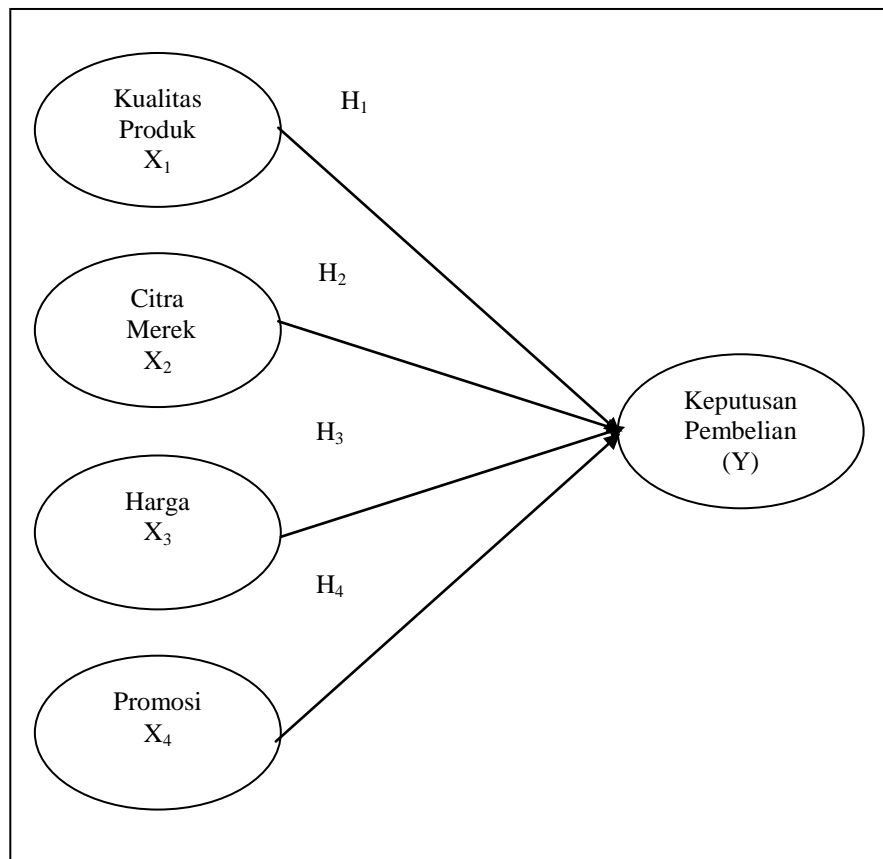 Kualitas
Produk
X₁
H₁
Citra
Merek
X₂
H₂
Harga
X₃
H₃
Promosi
X₄
H₄
Keputusan
Pembelian
(Y)